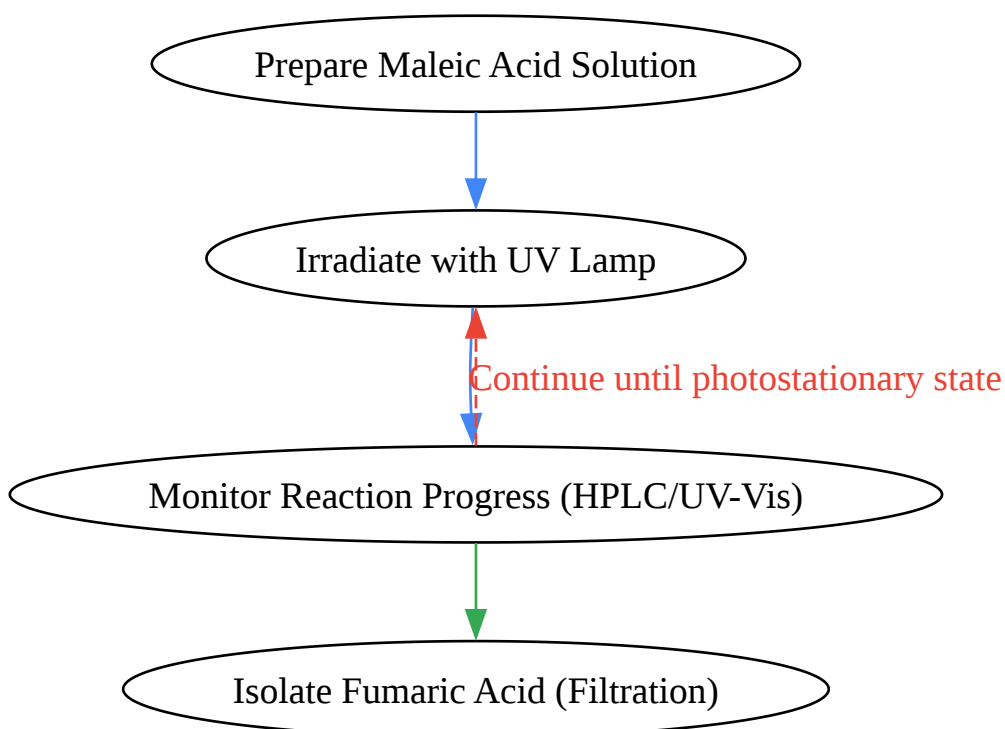 Prepare Maleic Acid Solution
Irradiate with UV Lamp
Continue until photostationary state
Monitor Reaction Progress (HPLC/UV-Vis)
Isolate Fumaric Acid (Filtration)